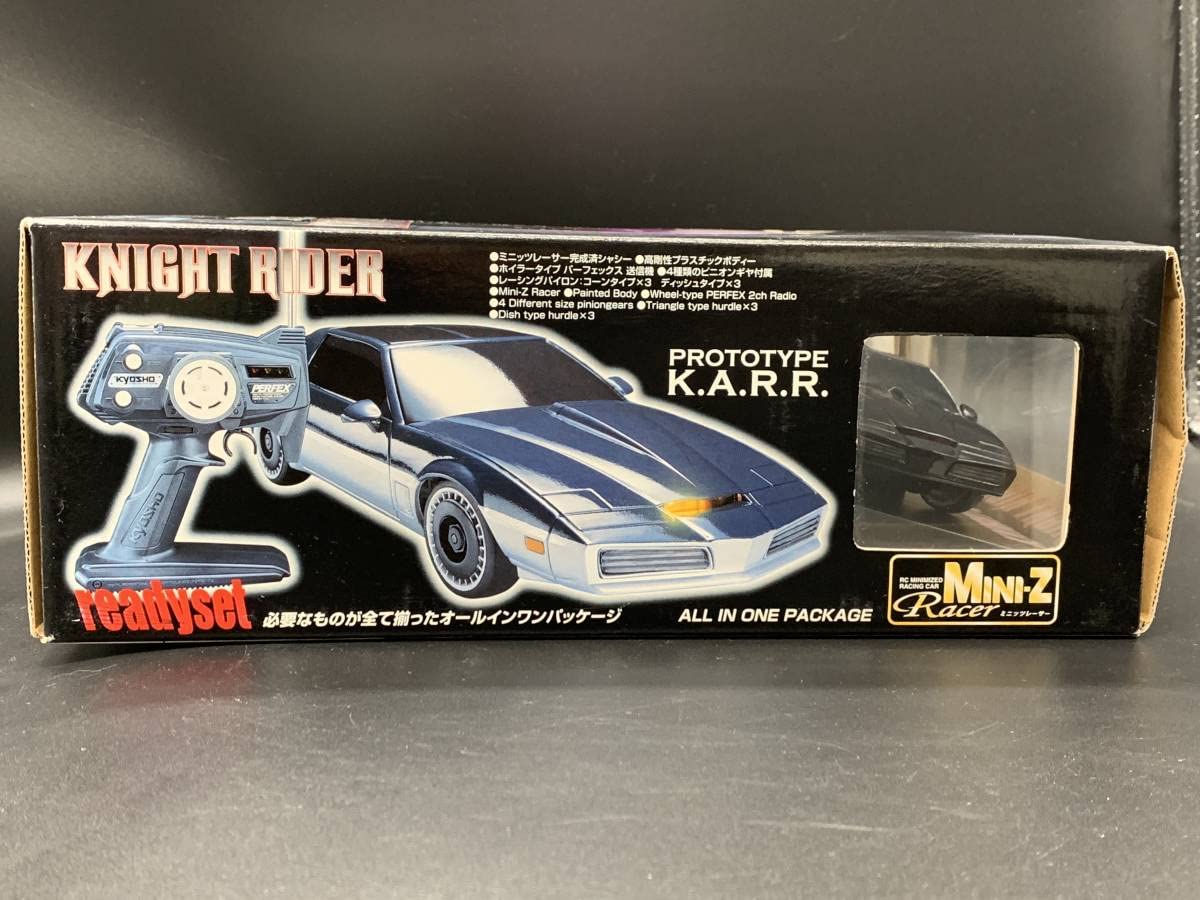 KNIGHT RIDER
●ミニッツレーサー完成済シャシー ●高剛性プラスチックボディー
●ホイラータイプ パーフェックス 送信機 ●4種類のピニオンギヤ付属
●レーシングパイロン:コーンタイプ×3 ディッシュタイプ×3
●Mini-Z Racer ●Painted Body ●Wheel-type PERFEX 2ch Radio
●4 Different size piniongears ●Triangle type hurdle×3
●Dish type hurdle×3
PROTOTYPE
K.A.R.R.
KYOSHO
PERFEX
KYOSHO
readyset
必要なものが全て揃ったオールインワンパッケージ
ALL IN ONE PACKAGE
RC MINIMIZED
RACING CAR
MINI-Z
Racer
ミニッツレーサー